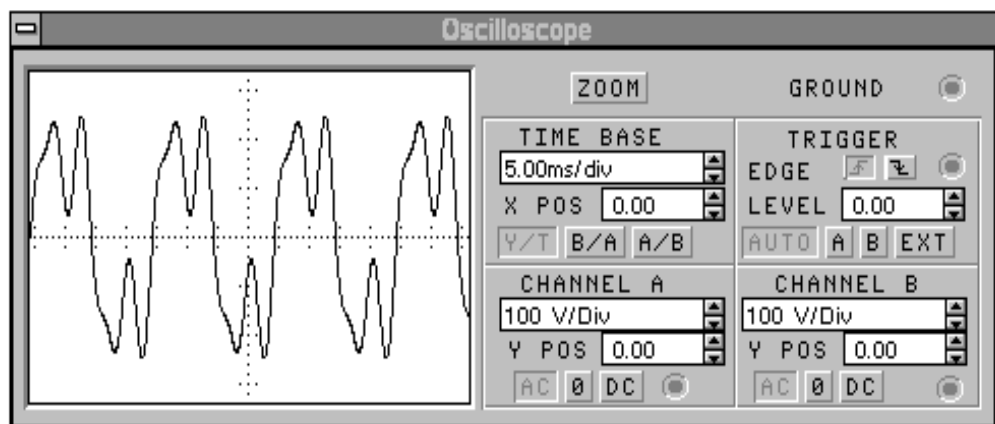 Oscilloscope
ZOOM
GROUND
TIME BASE
5.00ms/div
X POS 0.00
Y/T B/A A/B
TRIGGER
EDGE
LEVEL 0.00
AUTO A B EXT
CHANNEL A
100 V/Div
Y POS 0.00
AC 0 DC
CHANNEL B
100 V/Div
Y POS 0.00
AC 0 DC